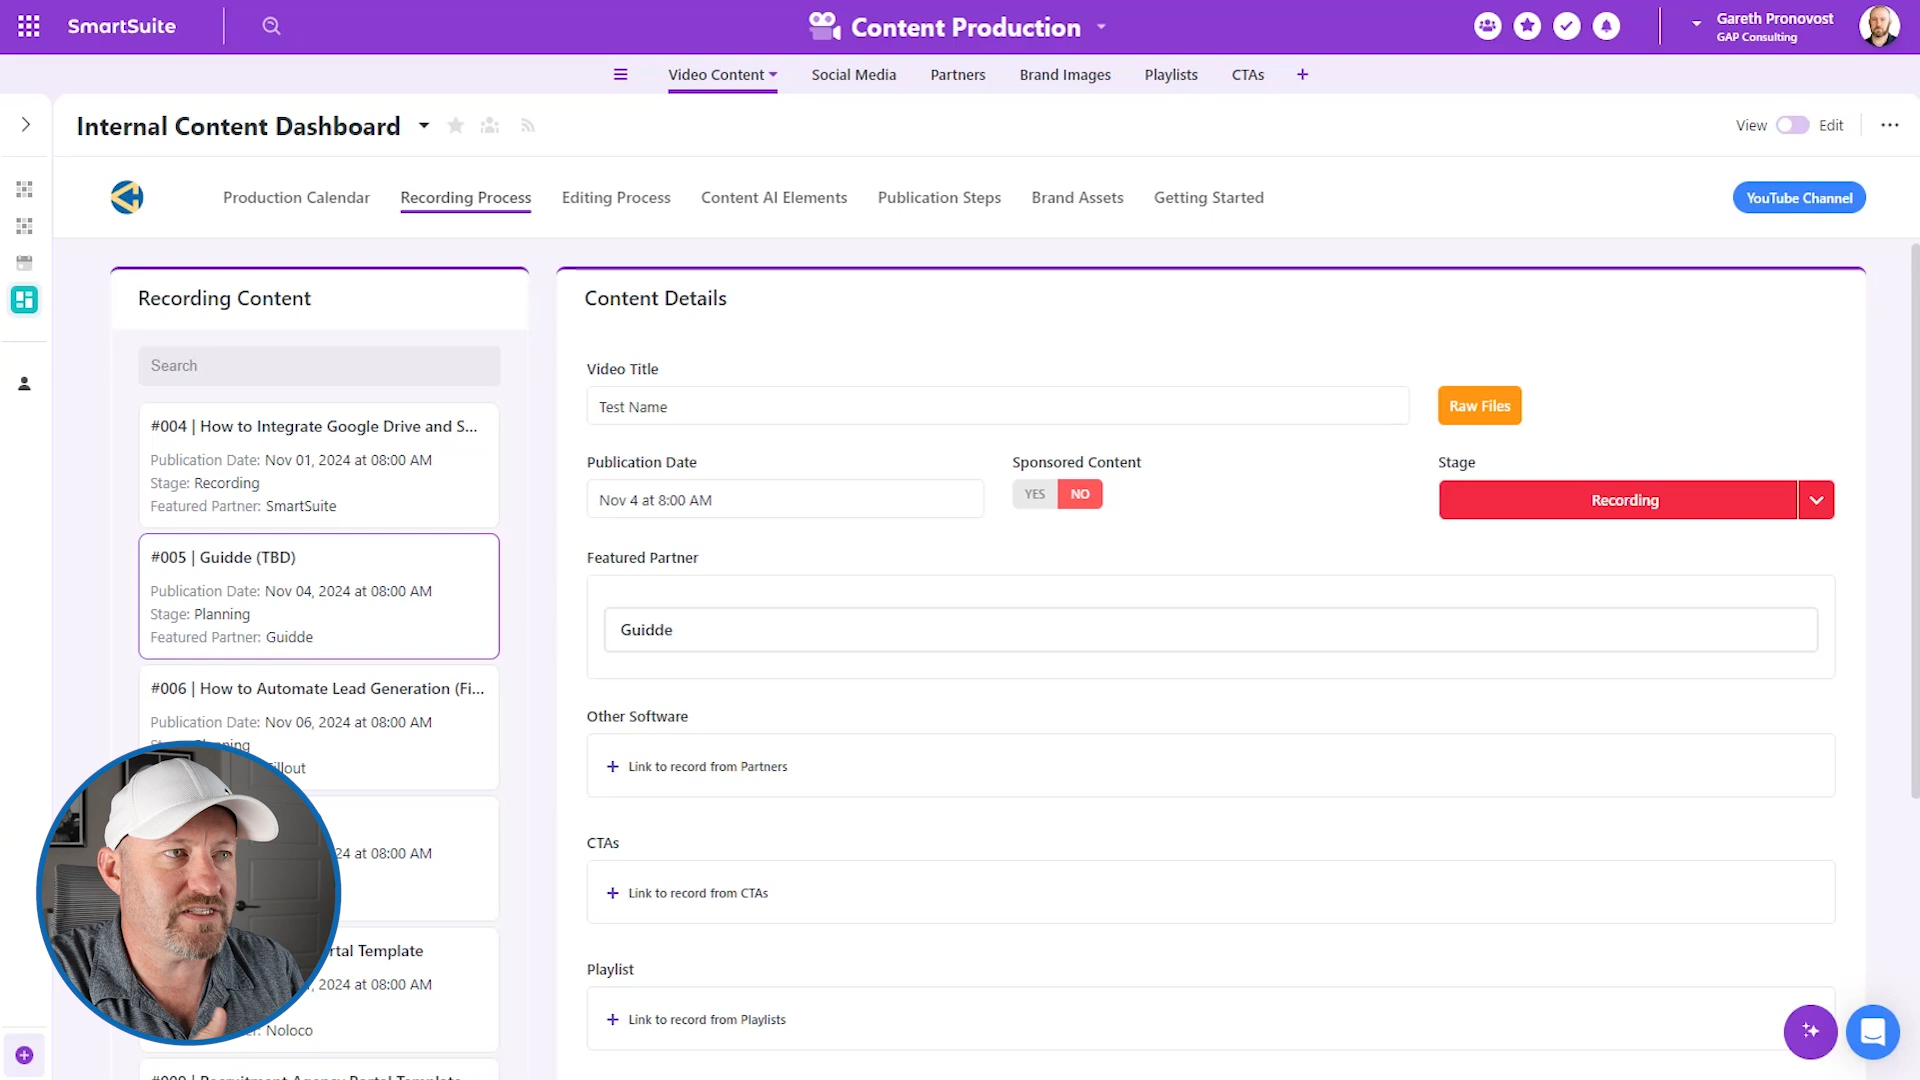 SmartSuite
Content Production
Gareth Pronovost
GAP Consulting
Video Content
Social Media
Partners
Brand Images
Playlists
CTAs
Internal Content Dashboard
View
Edit
Production Calendar
Recording Process
Editing Process
Content AI Elements
Publication Steps
Brand Assets
Getting Started
YouTube Channel
Recording Content
Search
#004 | How to Integrate Google Drive and S...
Publication Date: Nov 01, 2024 at 08:00 AM
Stage: Recording
Featured Partner: SmartSuite
#005 | Guidde (TBD)
Publication Date: Nov 04, 2024 at 08:00 AM
Stage: Planning
Featured Partner: Guidde
#006 | How to Automate Lead Generation (Fi...
Publication Date: Nov 06, 2024 at 08:00 AM
24 at 08:00 AM
rtal Template
, 2024 at 08:00 AM
Noloco
Content Details
Video Title
Test Name
Raw Files
Publication Date
Nov 4 at 8:00 AM
Sponsored Content
YES
NO
Stage
Recording
Featured Partner
Guidde
Other Software
+ Link to record from Partners
CTAs
+ Link to record from CTAs
Playlist
+ Link to record from Playlists